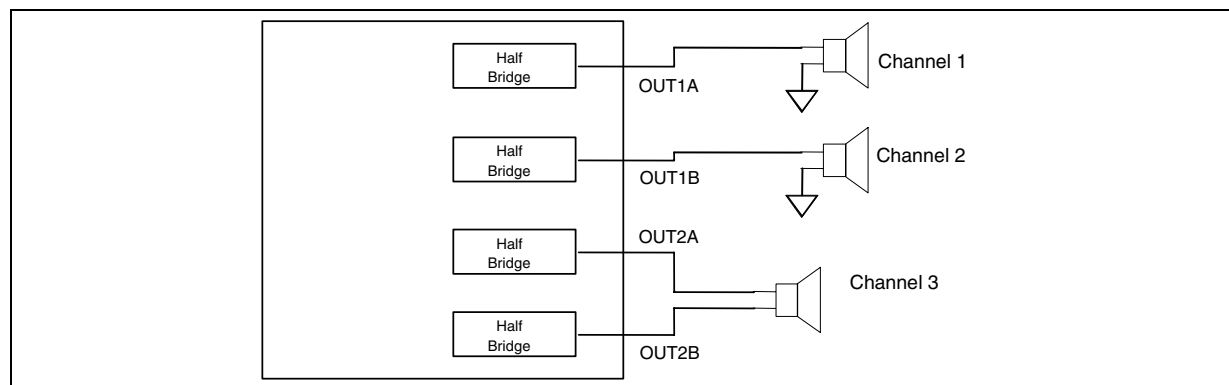 Half
Bridge
OUT1A
Channel 1
Half
Bridge
OUT1B
Channel 2
Half
Bridge
OUT2A
Channel 3
Half
Bridge
OUT2B